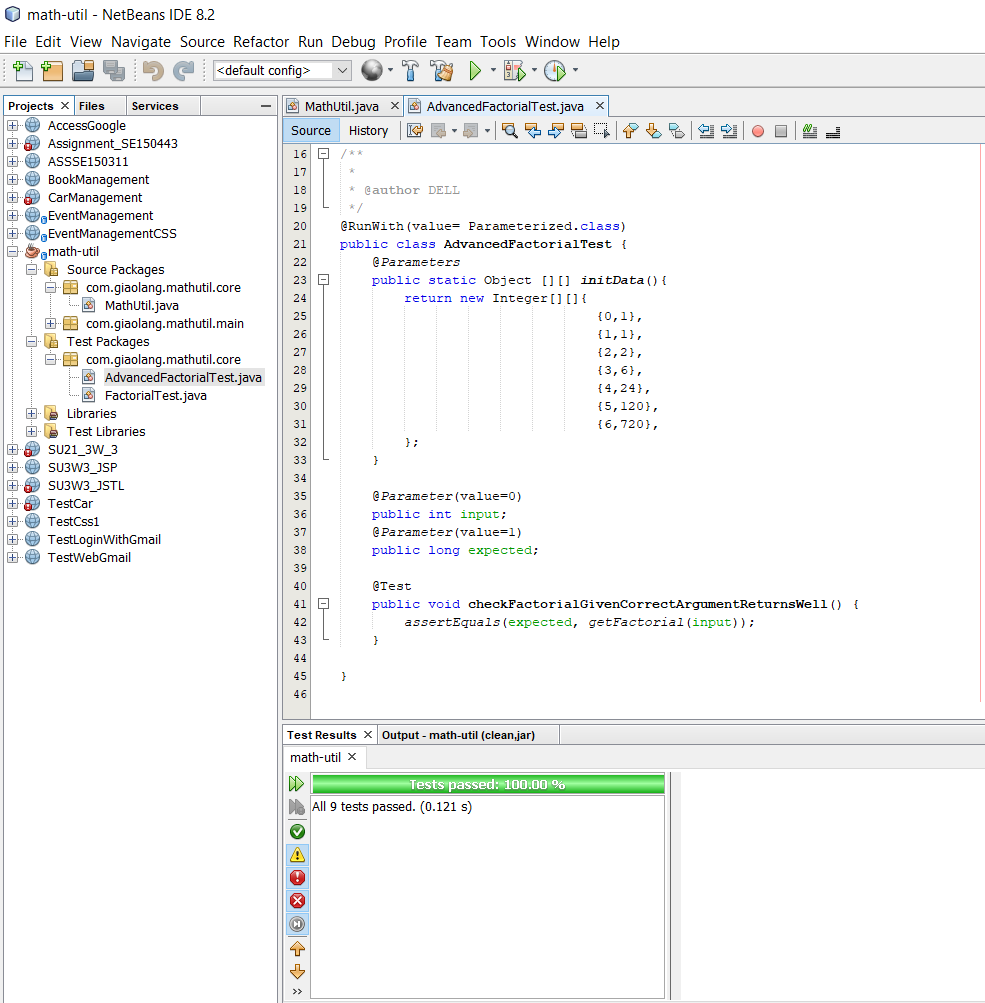 math-util - NetBeans IDE 8.2
File Edit View Navigate Source Refactor Run Debug Profile Team Tools Window Help
<default config>
Projects Files Services
AccessGoogle
Assignment_SE150443
ASSSE150311
BookManagement
CarManagement
EventManagement
EventManagementCSS
math-util
Source Packages
com.giaolang.mathutil.core
MathUtil.java
com.giaolang.mathutil.main
Test Packages
com.giaolang.mathutil.core
AdvancedFactorialTest.java
FactorialTest.java
Libraries
Test Libraries
SU21_3W_3
SU3W3_JSP
SU3W3_JSTL
TestCar
TestCss1
TestLoginWithGmail
TestWebGmail
MathUtil.java AdvancedFactorialTest.java
Source History
16 /**
17 *
18 * @author DELL
19 */
20 @RunWith(value= Parameterized.class)
21 public class AdvancedFactorialTest {
22 @Parameters
23 public static Object [][] initData(){
24 return new Integer[][]{
25 {0,1},
26 {1,1},
27 {2,2},
28 {3,6},
29 {4,24},
30 {5,120},
31 {6,720},
32 };
33 }
34
35 @Parameter(value=0)
36 public int input;
37 @Parameter(value=1)
38 public long expected;
39
40 @Test
41 public void checkFactorialGivenCorrectArgumentReturnsWell() {
42 assertEquals(expected, getFactorial(input));
43 }
44
45 }
46
Test Results Output - math-util (clean,jar)
math-util
Tests passed: 100.00 %
All 9 tests passed. (0.121 s)